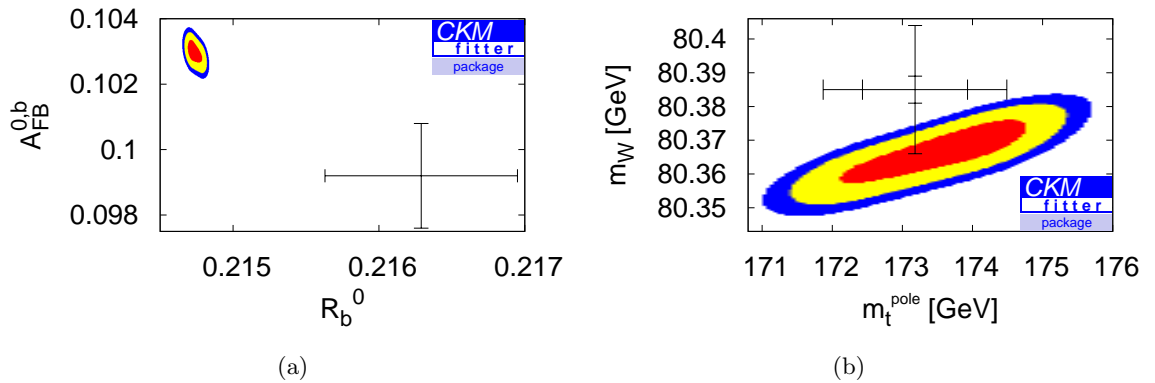 0.104
0.102
0.1
0.098
A_FB^0,b
0.215
0.216
0.217
R_b^0
CKM
fitter
package
(a)
80.4
80.39
80.38
80.37
80.36
80.35
m_W [GeV]
171
172
173
174
175
176
m_t^pole [GeV]
CKM
fitter
package
(b)